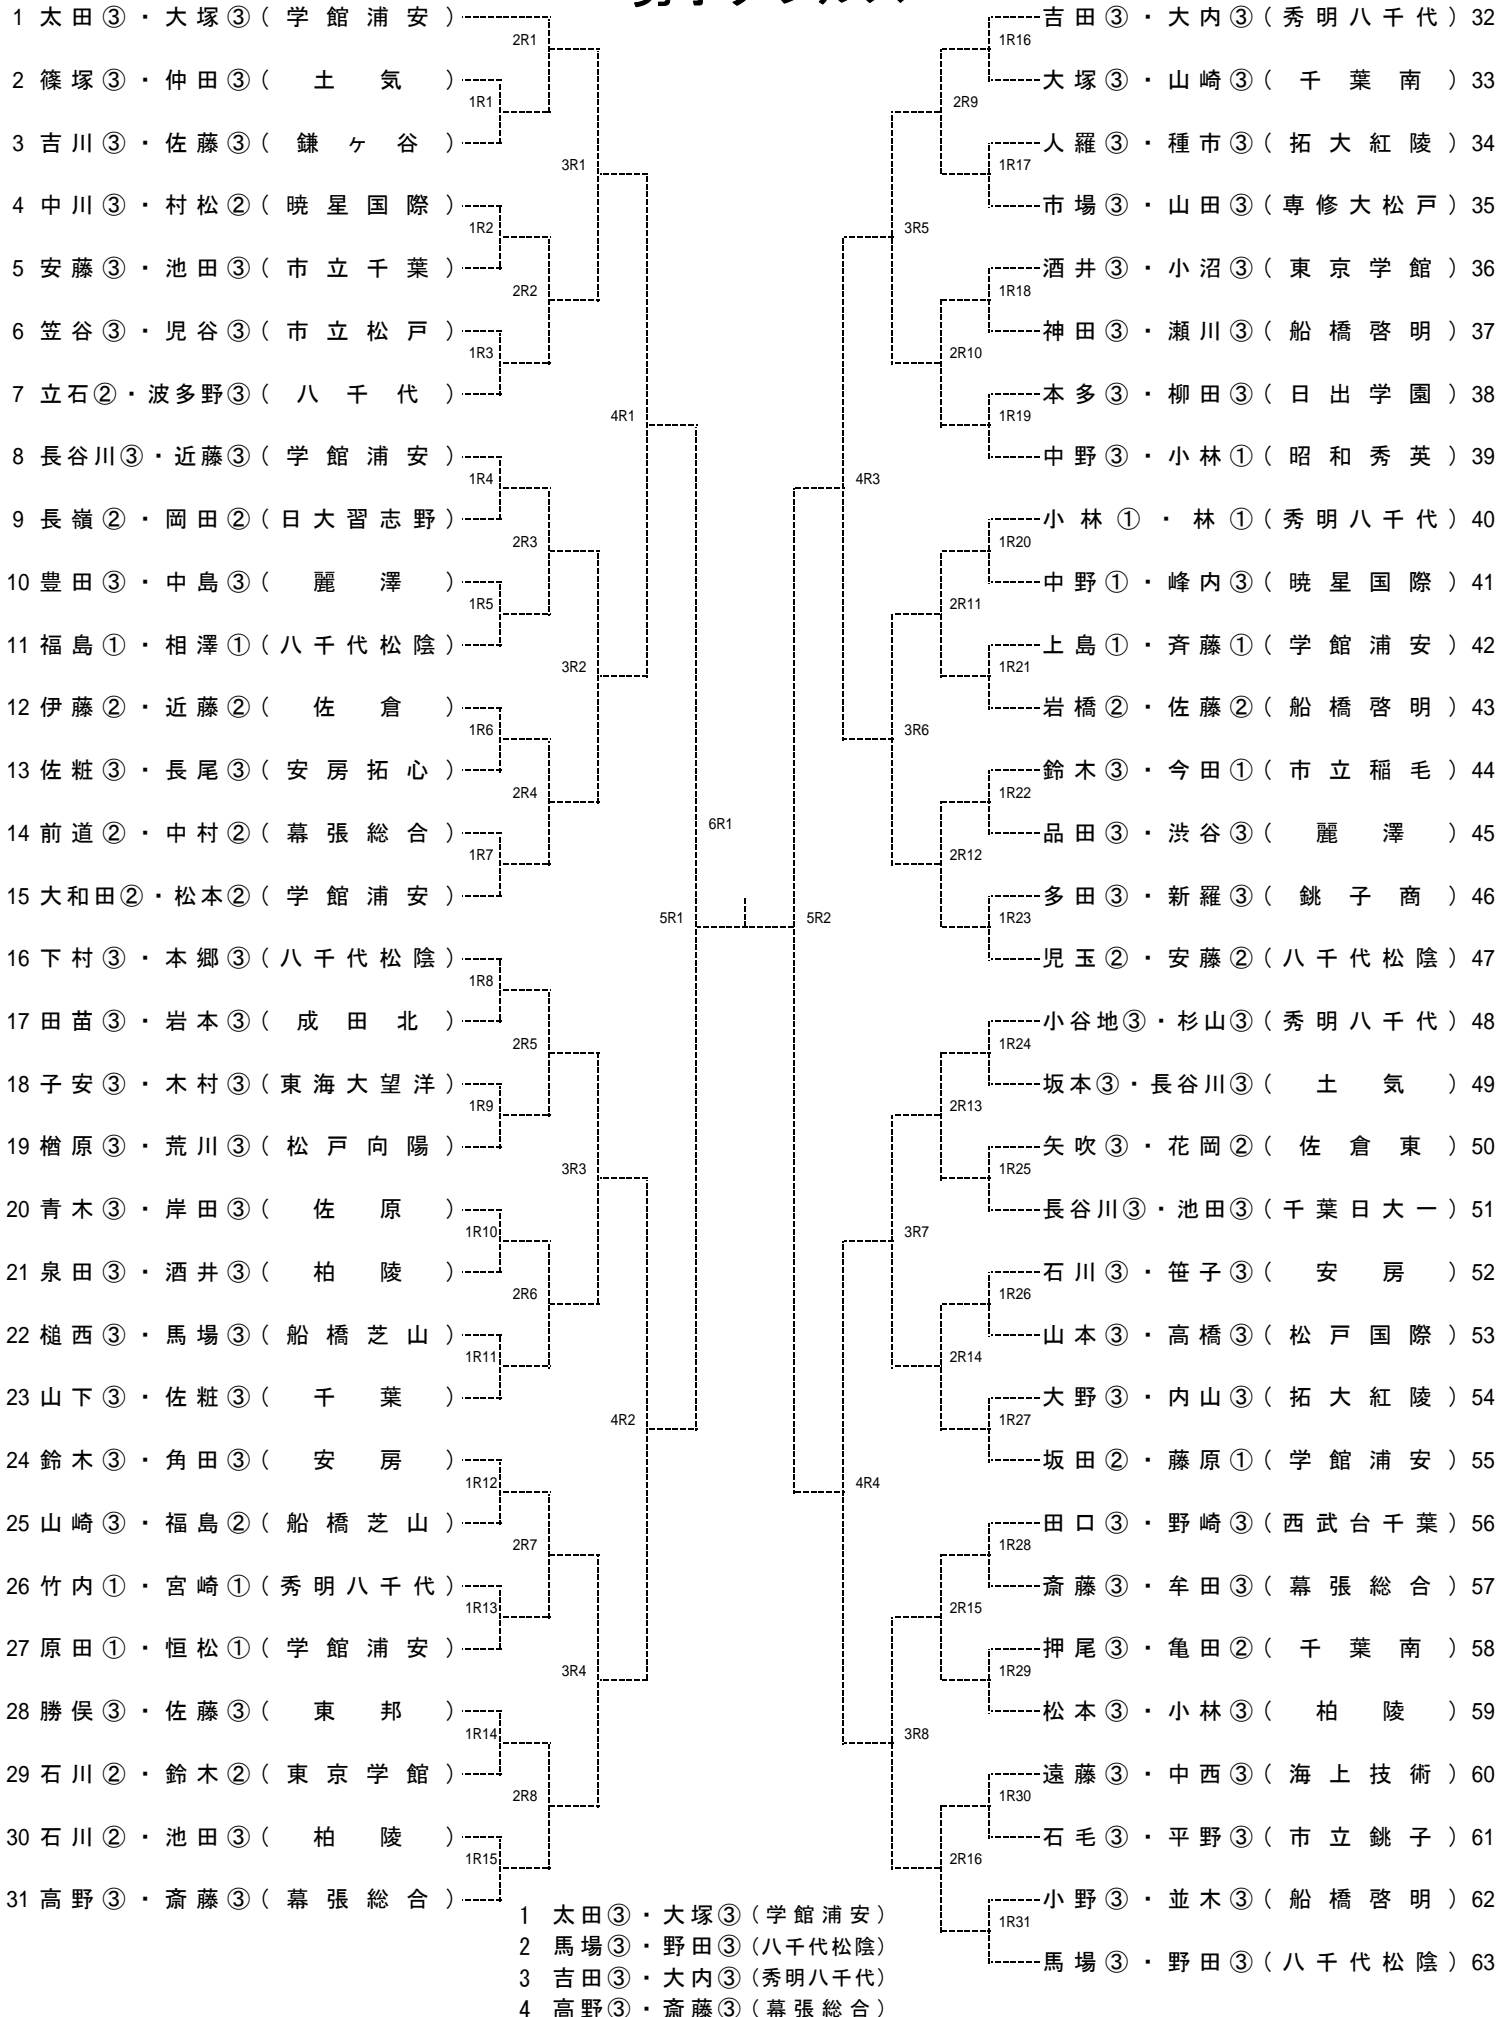 1 太田③・大塚③(学館浦安)
2 篠塚③・仲田③(土気)
3 吉川③・佐藤③(鎌ヶ谷)
4 中川③・村松②(暁星国際)
5 安藤③・池田③(市立千葉)
6 笠谷③・児谷③(市立松戸)
7 立石②・波多野③(八千代)
8 長谷川③・近藤③(学館浦安)
9 長嶺②・岡田②(日大習志野)
10 豊田③・中島③(麗澤)
11 福島①・相澤①(八千代松陰)
12 伊藤②・近藤②(佐倉)
13 佐粧③・長尾③(安房拓心)
14 前道②・中村②(幕張総合)
15 大和田②・松本②(学館浦安)
16 下村③・本郷③(八千代松陰)
17 田苗③・岩本③(成田北)
18 子安③・木村③(東海大望洋)
19 楢原③・荒川③(松戸向陽)
20 青木③・岸田③(佐原)
21 泉田③・酒井③(柏陵)
22 槌西③・馬場③(船橋芝山)
23 山下③・佐粧③(千葉)
24 鈴木③・角田③(安房)
25 山崎③・福島②(船橋芝山)
26 竹内①・宮崎①(秀明八千代)
27 原田①・恒松①(学館浦安)
28 勝俣③・佐藤③(東邦)
29 石川②・鈴木②(東京学館)
30 石川②・池田③(柏陵)
31 高野③・斎藤③(幕張総合)
1R1
1R2
1R3
1R4
1R5
1R6
1R7
1R8
1R9
1R10
1R11
1R12
1R13
1R14
1R15
2R1
2R2
2R3
2R4
2R5
2R6
2R7
2R8
3R1
3R2
3R3
3R4
4R1
4R2
5R1
6R1
5R2
4R3
4R4
3R5
3R6
3R7
3R8
2R9
2R10
2R11
2R12
2R13
2R14
2R15
2R16
1R16
1R17
1R18
1R19
1R20
1R21
1R22
1R23
1R24
1R25
1R26
1R27
1R28
1R29
1R30
1R31
吉田③・大内③(秀明八千代) 32
大塚③・山崎③(千葉南) 33
人羅③・種市③(拓大紅陵) 34
市場③・山田③(専修大松戸) 35
酒井③・小沼③(東京学館) 36
神田③・瀬川③(船橋啓明) 37
本多③・柳田③(日出学園) 38
中野③・小林①(昭和秀英) 39
小林①・林①(秀明八千代) 40
中野①・峰内③(暁星国際) 41
上島①・斉藤①(学館浦安) 42
岩橋②・佐藤②(船橋啓明) 43
鈴木③・今田①(市立稲毛) 44
品田③・渋谷③(麗澤) 45
多田③・新羅③(銚子商) 46
児玉②・安藤②(八千代松陰) 47
小谷地③・杉山③(秀明八千代) 48
坂本③・長谷川③(土気) 49
矢吹③・花岡②(佐倉東) 50
長谷川③・池田③(千葉日大一) 51
石川③・笹子③(安房) 52
山本③・高橋③(松戸国際) 53
大野③・内山③(拓大紅陵) 54
坂田②・藤原①(学館浦安) 55
田口③・野崎③(西武台千葉) 56
斎藤③・牟田③(幕張総合) 57
押尾③・亀田②(千葉南) 58
松本③・小林③(柏陵) 59
遠藤③・中西③(海上技術) 60
石毛③・平野③(市立銚子) 61
小野③・並木③(船橋啓明) 62
馬場③・野田③(八千代松陰) 63
1 太田③・大塚③(学館浦安)
2 馬場③・野田③(八千代松陰)
3 吉田③・大内③(秀明八千代)
4 高野③・斎藤③(幕張総合)